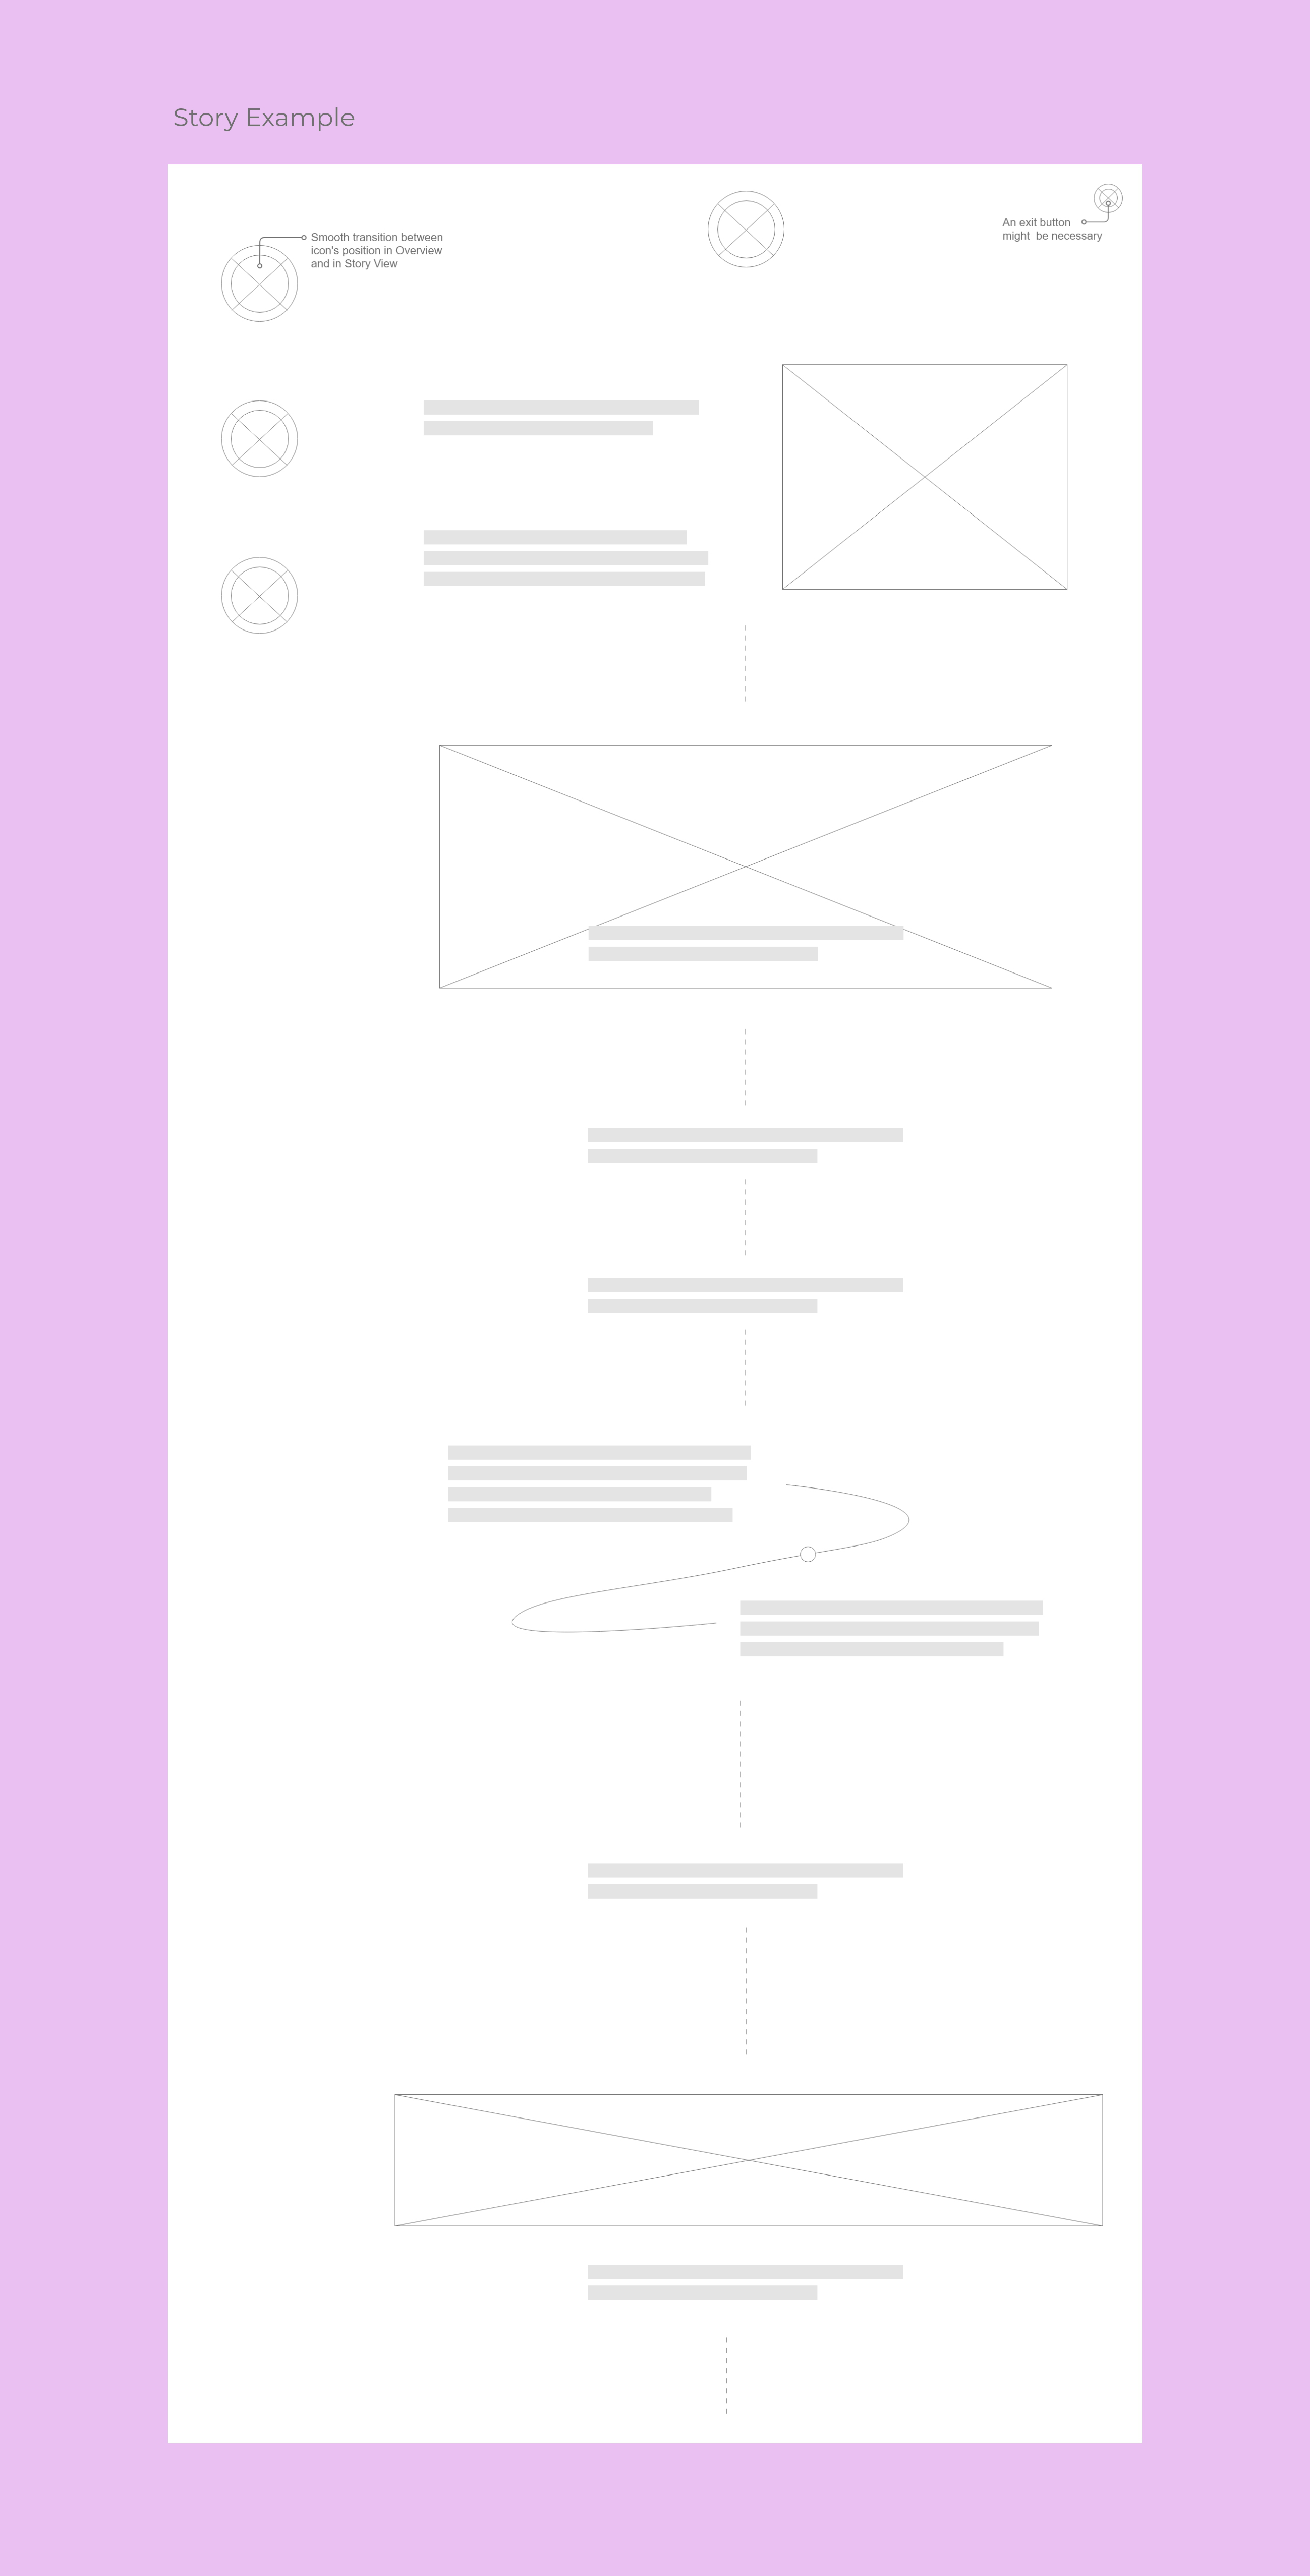 Story Example
Smooth transition between
icon's position in Overview
and in Story View
An exit button
might  be necessary